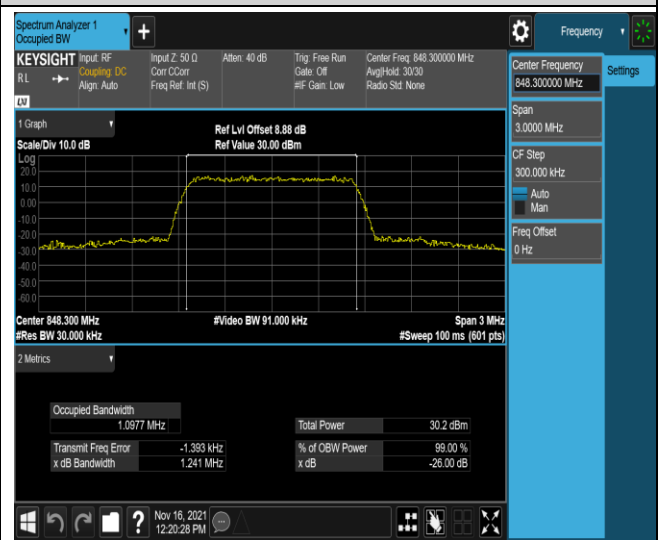 Spectrum Analyzer 1
Occupied BW
Frequency
KEYSIGHT
RL
Input: RF
Coupling: DC
Align: Auto
Input Z: 50 Ω
Corr CCorr
Freq Ref: Int (S)
Atten: 40 dB
Trig: Free Run
Gate: Off
#IF Gain: Low
Center Freq: 848.300000 MHz
Avg|Hold: 30/30
Radio Std: None
LXI
Center Frequency
848.300000 MHz
Settings
Span
3.0000 MHz
CF Step
300.000 kHz
Auto
Man
Freq Offset
0 Hz
1 Graph
Scale/Div 10.0 dB
Ref Lvl Offset 8.88 dB
Ref Value 30.00 dBm
Log
20.0
10.0
0.00
-10.0
-20.0
-30.0
-40.0
-50.0
-60.0
Center 848.300 MHz
#Video BW 91.000 kHz
Span 3 MHz
#Res BW 30.000 kHz
#Sweep 100 ms (601 pts)
2 Metrics
Occupied Bandwidth
1.0977 MHz
Total Power 30.2 dBm
Transmit Freq Error -1.393 kHz
% of OBW Power 99.00 %
x dB Bandwidth 1.241 MHz
x dB -26.00 dB
?
Nov 16, 2021
12:20:28 PM